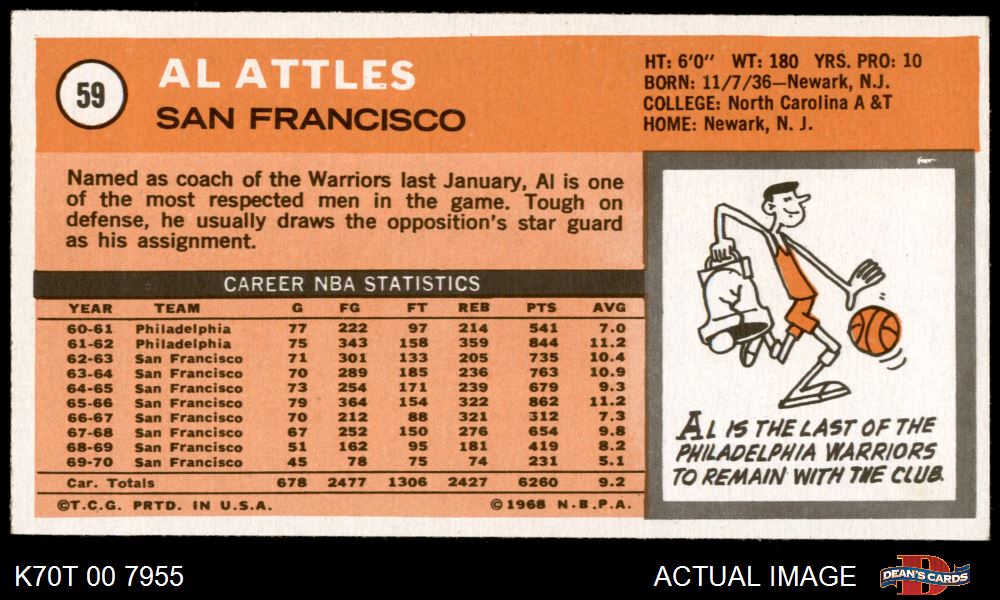 59
AL ATTLES
SAN FRANCISCO
HT: 6'0" WT: 180 YRS. PRO: 10
BORN: 11/7/36—Newark, N.J.
COLLEGE: North Carolina A &T
HOME: Newark, N. J.
Named as coach of the Warriors last January, Al is one
of the most respected men in the game. Tough on
defense, he usually draws the opposition's star guard
as his assignment.
CAREER NBA STATISTICS
YEAR TEAM G FG FT REB PTS AVG
60-61 Philadelphia 77 222 97 214 541 7.0
61-62 Philadelphia 75 343 158 359 844 11.2
62-63 San Francisco 71 301 133 205 735 10.4
63-64 San Francisco 70 289 185 236 763 10.9
64-65 San Francisco 73 254 171 239 679 9.3
65-66 San Francisco 79 364 154 322 862 11.2
66-67 San Francisco 70 212 88 321 312 7.3
67-68 San Francisco 67 252 150 276 654 9.8
68-69 San Francisco 51 162 95 181 419 8.2
69-70 San Francisco 45 78 75 74 231 5.1
Car. Totals 678 2477 1306 2427 6260 9.2
©T.C.G. PRTD. IN U.S.A. ©1968 N.B.P.A.
AL IS THE LAST OF THE
PHILADELPHIA WARRIORS
TO REMAIN WITH THE CLUB.
K70T 00 7955
ACTUAL IMAGE
D
DEAN'S CARDS